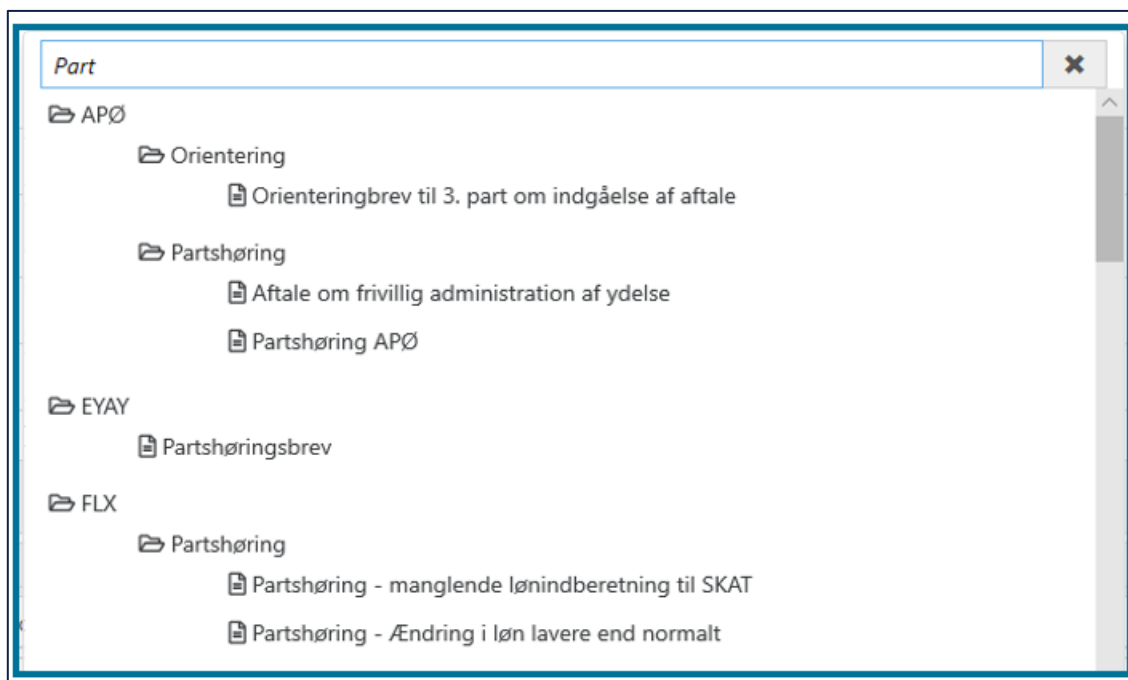 Part
APØ
Orientering
Orienteringbrev til 3. part om indgåelse af aftale
Partshøring
Aftale om frivillig administration af ydelse
Partshøring APØ
EYAY
Partshøringsbrev
FLX
Partshøring
Partshøring - manglende lønindberetning til SKAT
Partshøring - Ændring i løn lavere end normalt